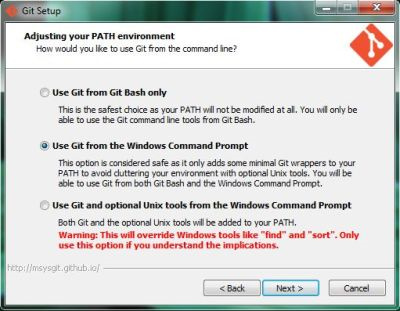 Git Setup
Adjusting your PATH environment
How would you like to use Git from the command line?
Use Git from Git Bash only
This is the safest choice as your PATH will not be modified at all. You will only be
able to use the Git command line tools from Git Bash.
Use Git from the Windows Command Prompt
This option is considered safe as it only adds some minimal Git wrappers to your
PATH to avoid cluttering your environment with optional Unix tools. You will be
able to use Git from both Git Bash and the Windows Command Prompt.
Use Git and optional Unix tools from the Windows Command Prompt
Both Git and the optional Unix tools will be added to your PATH.
Warning: This will override Windows tools like "find" and "sort". Only
use this option if you understand the implications.
http://msysgit.github.io/
< Back
Next >
Cancel